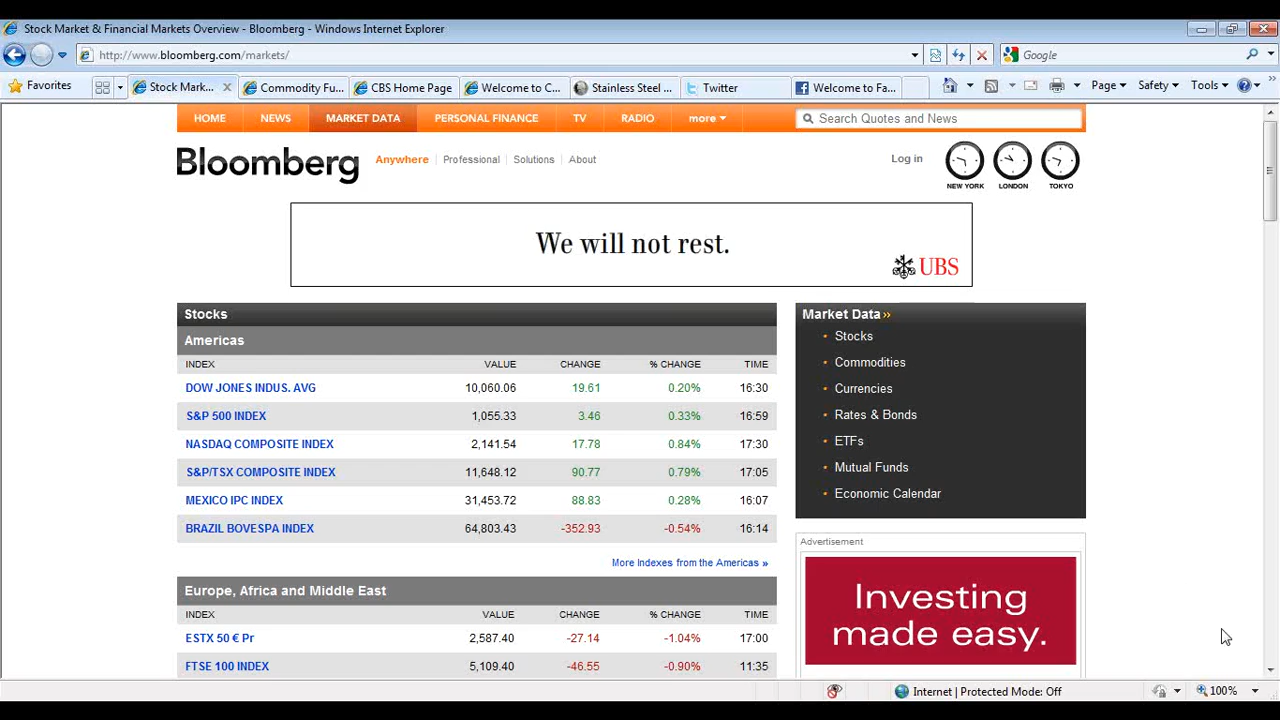 Stock Market & Financial Markets Overview - Bloomberg - Windows Internet Explorer
http://www.bloomberg.com/markets/
Google
Favorites
Stock Mark...
Commodity Fu...
CBS Home Page
Welcome to C...
Stainless Steel ...
Twitter
Welcome to Fa...
Page
Safety
Tools
HOME NEWS MARKET DATA PERSONAL FINANCE TV RADIO more
Search Quotes and News
Bloomberg
Anywhere Professional Solutions About
Log in
NEW YORK LONDON TOKYO
We will not rest.
UBS
Stocks
Americas
INDEX VALUE CHANGE % CHANGE TIME
DOW JONES INDUS. AVG 10,060.06 19.61 0.20% 16:30
S&P 500 INDEX 1,055.33 3.46 0.33% 16:59
NASDAQ COMPOSITE INDEX 2,141.54 17.78 0.84% 17:30
S&P/TSX COMPOSITE INDEX 11,648.12 90.77 0.79% 17:05
MEXICO IPC INDEX 31,453.72 88.83 0.28% 16:07
BRAZIL BOVESPA INDEX 64,803.43 -352.93 -0.54% 16:14
More Indexes from the Americas »
Europe, Africa and Middle East
INDEX VALUE CHANGE % CHANGE TIME
ESTX 50 € Pr 2,587.40 -27.14 -1.04% 17:00
FTSE 100 INDEX 5,109.40 -46.55 -0.90% 11:35
Market Data »
Stocks
Commodities
Currencies
Rates & Bonds
ETFs
Mutual Funds
Economic Calendar
Advertisement
Investing
made easy.
Internet | Protected Mode: Off
100%